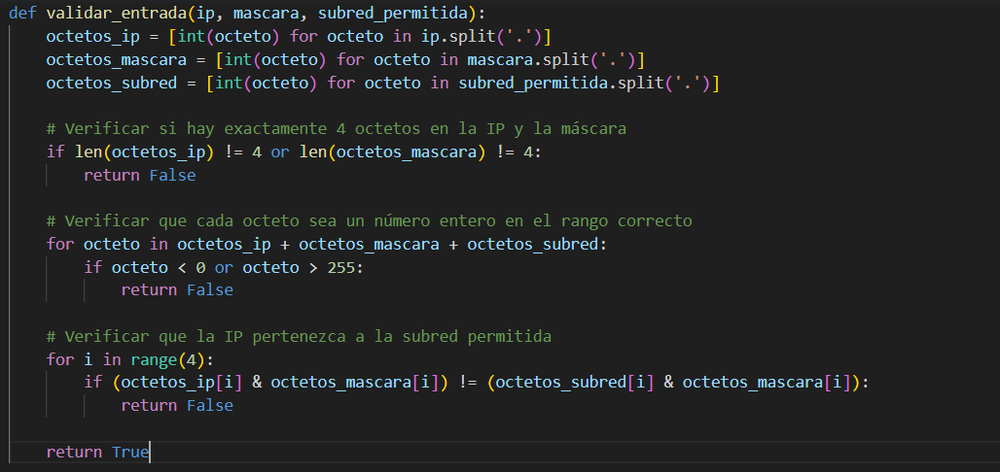 def validar_entrada(ip, mascara, subred_permitida):
    octetos_ip = [int(octeto) for octeto in ip.split('.')]
    octetos_mascara = [int(octeto) for octeto in mascara.split('.')]
    octetos_subred = [int(octeto) for octeto in subred_permitida.split('.')]

    # Verificar si hay exactamente 4 octetos en la IP y la máscara
    if len(octetos_ip) != 4 or len(octetos_mascara) != 4:
        return False

    # Verificar que cada octeto sea un número entero en el rango correcto
    for octeto in octetos_ip + octetos_mascara + octetos_subred:
        if octeto < 0 or octeto > 255:
            return False

    # Verificar que la IP pertenezca a la subred permitida
    for i in range(4):
        if (octetos_ip[i] & octetos_mascara[i]) != (octetos_subred[i] & octetos_mascara[i]):
            return False

    return True